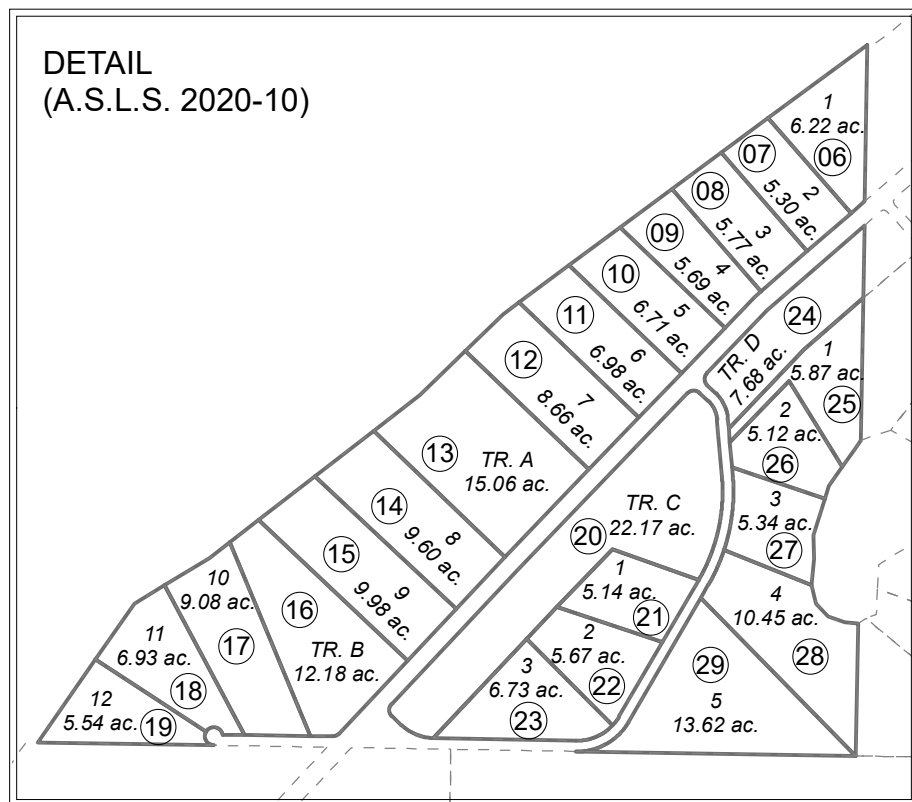 DETAIL
(A.S.L.S. 2020-10)
1
6.22 ac.
06
07
2
5.30 ac.
08
3
5.77 ac.
09
4
5.69 ac.
10
5
6.71 ac.
11
6
6.98 ac.
12
7
8.66 ac.
13
TR. A
15.06 ac.
14
8
9.60 ac.
15
9
9.98 ac.
16
TR. B
12.18 ac.
10
9.08 ac.
17
11
6.93 ac.
18
12
5.54 ac.
19
TR. C
22.17 ac.
20
1
5.14 ac.
21
2
5.67 ac.
22
3
6.73 ac.
23
24
TR. D
7.68 ac.
1
5.87 ac.
25
2
5.12 ac.
26
3
5.34 ac.
27
4
10.45 ac.
28
29
5
13.62 ac.